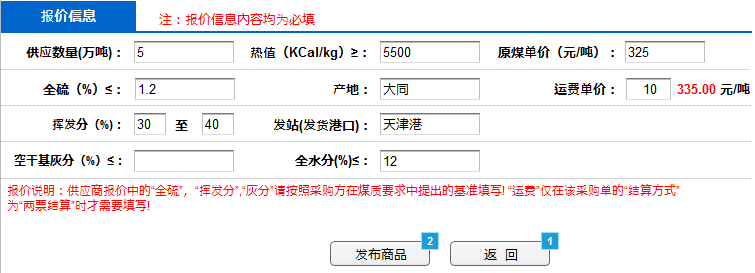 报价信息 注：报价信息内容均为必填
供应数量(万吨)： 5 热值（KCal/kg）≥： 5500 原煤单价（元/吨）： 325
全硫（%）≤： 1.2 产地： 大同 运费单价： 10 335.00 元/吨
挥发分（%）： 30 至 40 发站(发货港口)： 天津港
空干基灰分（%）≤： 全水分(%)≤： 12
报价说明：供应商报价中的“全硫”，“挥发分”,“灰分”请按照采购方在煤质要求中提出的基准填写! “运费”仅在该采购单的“结算方式”
为“两票结算”时才需要填写!
发布商品 2 返 回 1